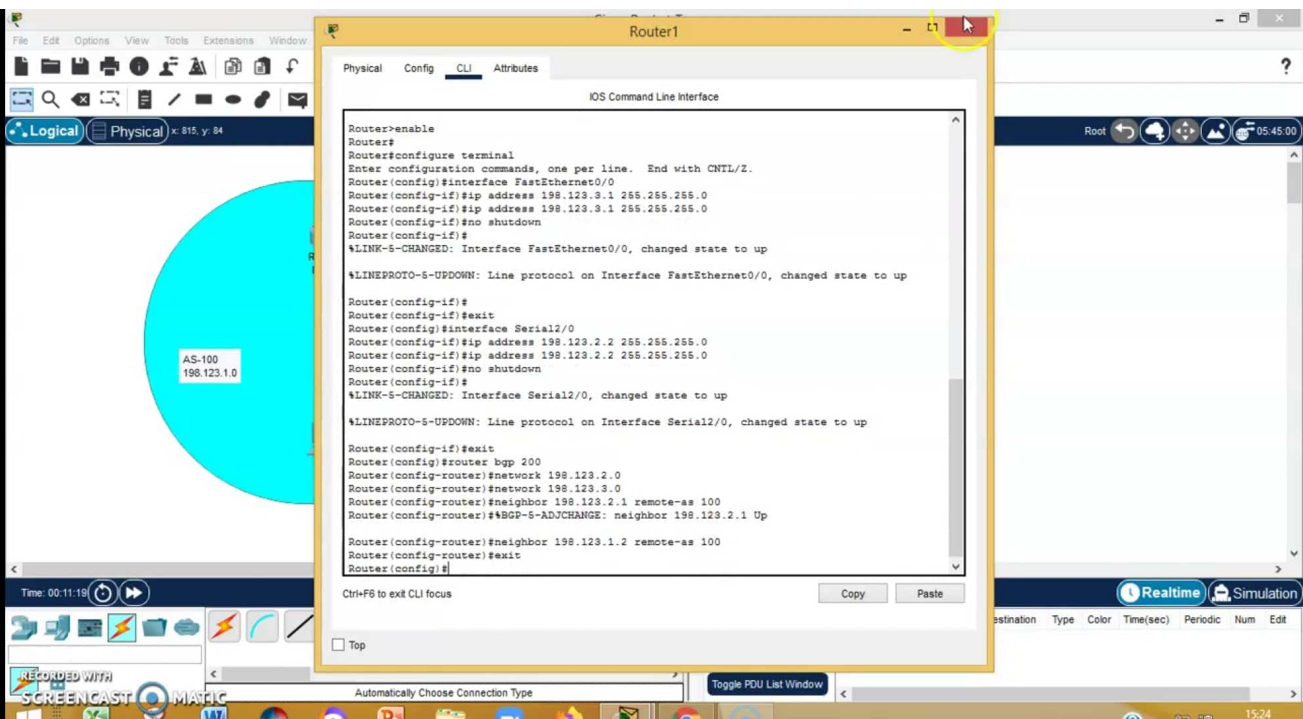 Router1
File Edit Options View Tools Extensions Window
Physical Config CLI Attributes
IOS Command Line Interface
Logical Physical x: 815, y: 84
Root 05:45:00
Router>enable
Router#
Router#configure terminal
Enter configuration commands, one per line. End with CNTL/Z.
Router(config)#interface FastEthernet0/0
Router(config-if)#ip address 198.123.3.1 255.255.255.0
Router(config-if)#ip address 198.123.3.1 255.255.255.0
Router(config-if)#no shutdown
Router(config-if)#
%LINK-5-CHANGED: Interface FastEthernet0/0, changed state to up
%LINEPROTO-5-UPDOWN: Line protocol on Interface FastEthernet0/0, changed state to up
Router(config-if)#
Router(config-if)#exit
Router(config)#interface Serial2/0
Router(config-if)#ip address 198.123.2.2 255.255.255.0
Router(config-if)#ip address 198.123.2.2 255.255.255.0
Router(config-if)#no shutdown
Router(config-if)#
%LINK-5-CHANGED: Interface Serial2/0, changed state to up
%LINEPROTO-5-UPDOWN: Line protocol on Interface Serial2/0, changed state to up
Router(config-if)#exit
Router(config)#router bgp 200
Router(config-router)#network 198.123.2.0
Router(config-router)#network 198.123.3.0
Router(config-router)#neighbor 198.123.2.1 remote-as 100
Router(config-router)#%BGP-5-ADJCHANGE: neighbor 198.123.2.1 Up
Router(config-router)#neighbor 198.123.1.2 remote-as 100
Router(config-router)#exit
Router(config)#
AS-100
198.123.1.0
Ctrl+F6 to exit CLI focus
Copy Paste
Top
Time: 00:11:19
Realtime Simulation
Type Color Time(sec) Periodic Num Edit
Automatically Choose Connection Type
Toggle PDU List Window
RECORDED WITH
SCREENCAST MATIC
15:24